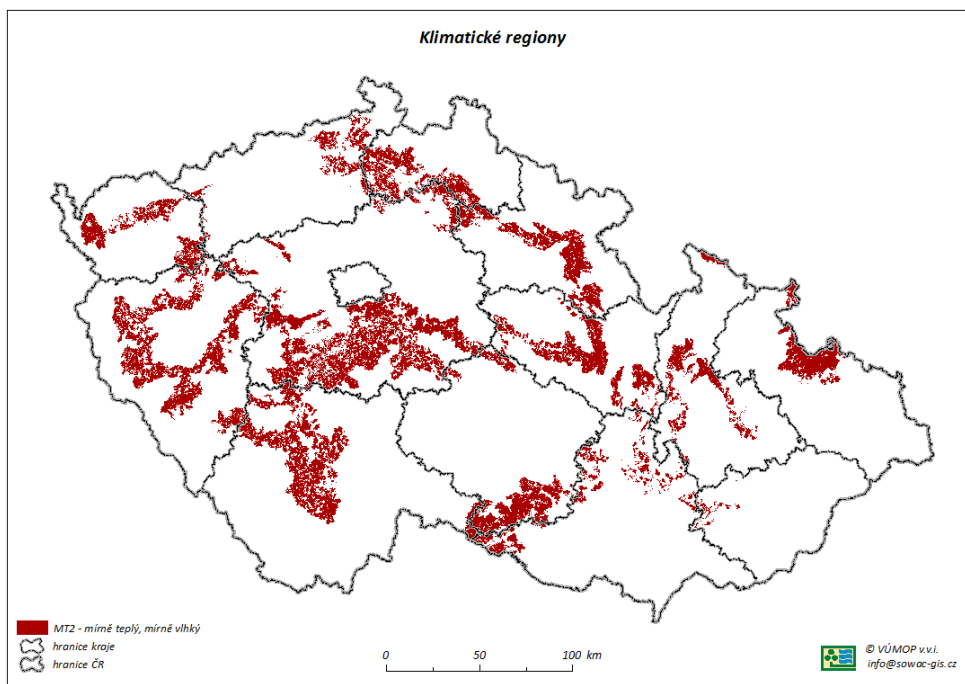 Klimatické regiony
MT2 - mírně teplý, mírně vlhký
hranice kraje
hranice ČR
0 50 100 km
© VÚMOP v.v.i.
info@sowac-gis.cz